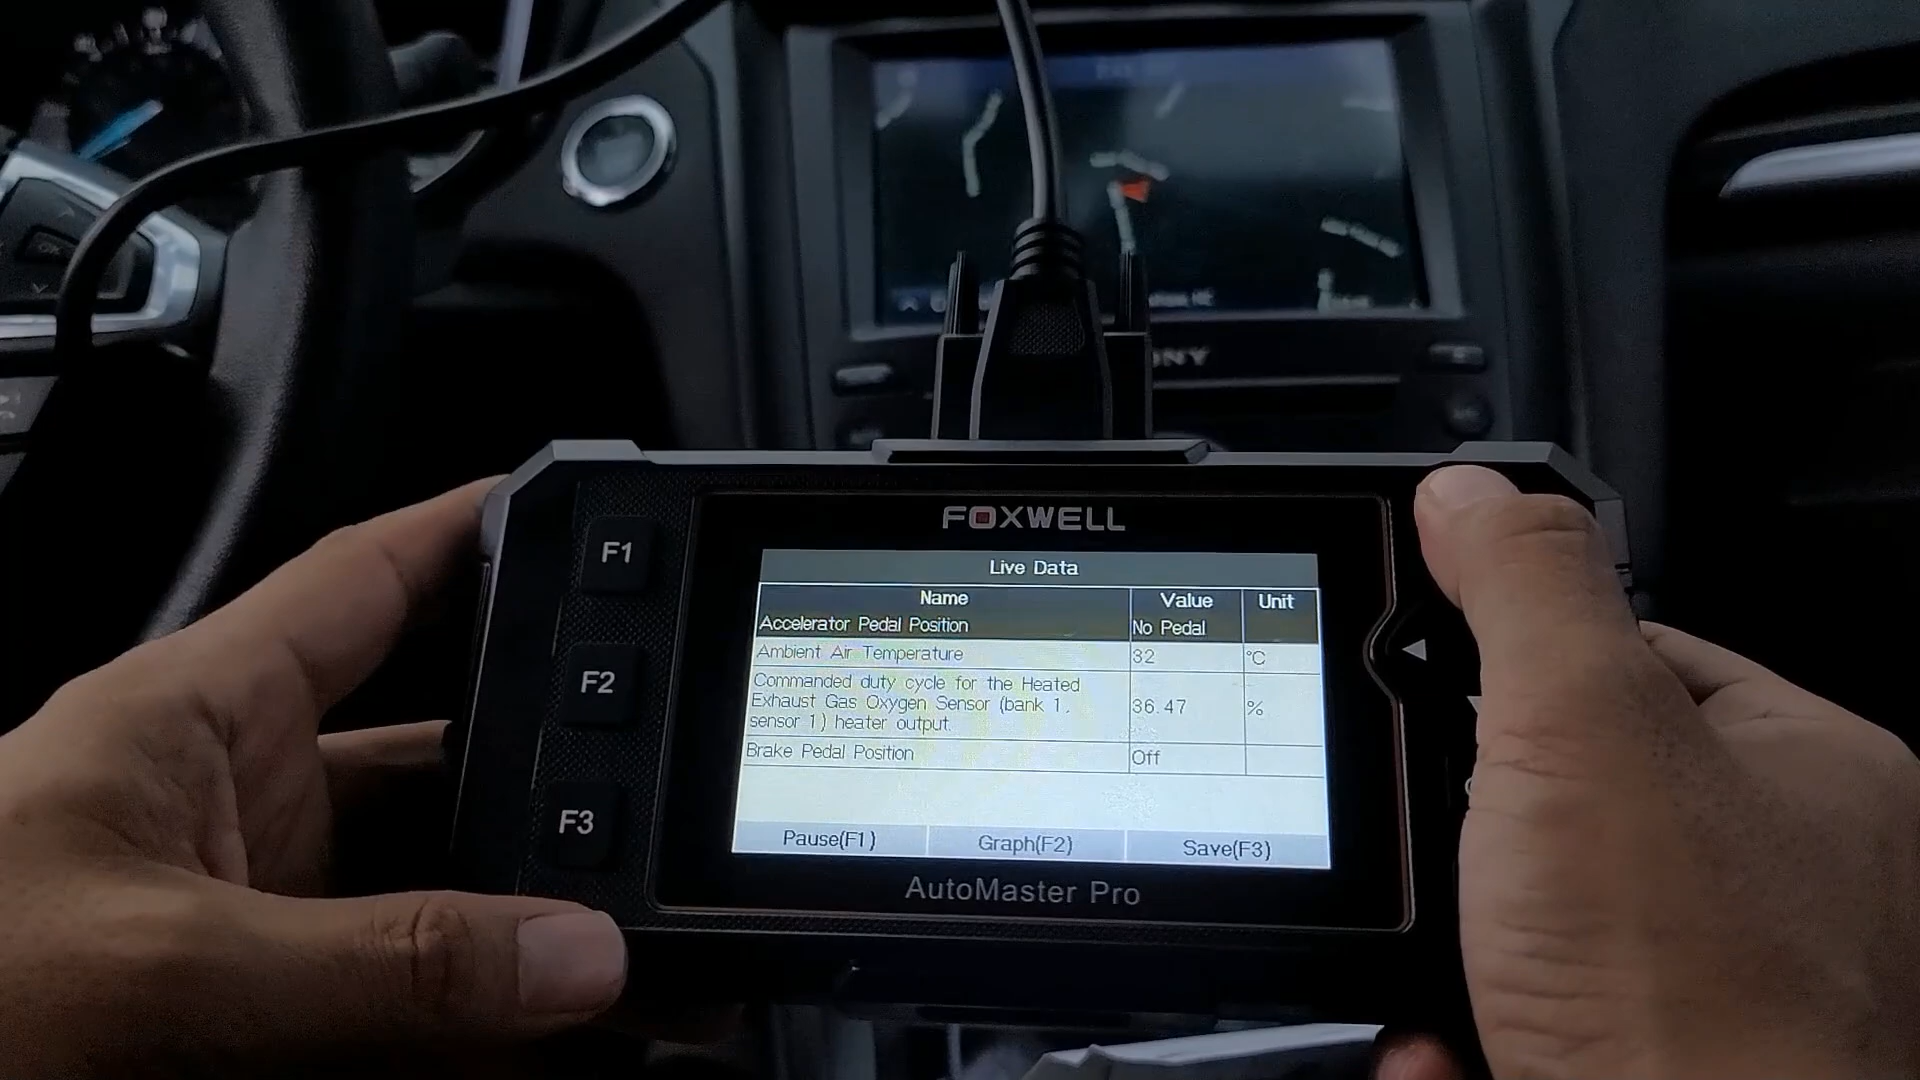 FOXWELL
F1
F2
F3
Live Data
Name Value Unit
Accelerator Pedal Position No Pedal
Ambient Air Temperature 32 °C
Commanded duty cycle for the Heated
Exhaust Gas Oxygen Sensor (bank 1, 36.47 %
sensor 1) heater output.
Brake Pedal Position Off
Pause(F1) Graph(F2) Save(F3)
AutoMaster Pro